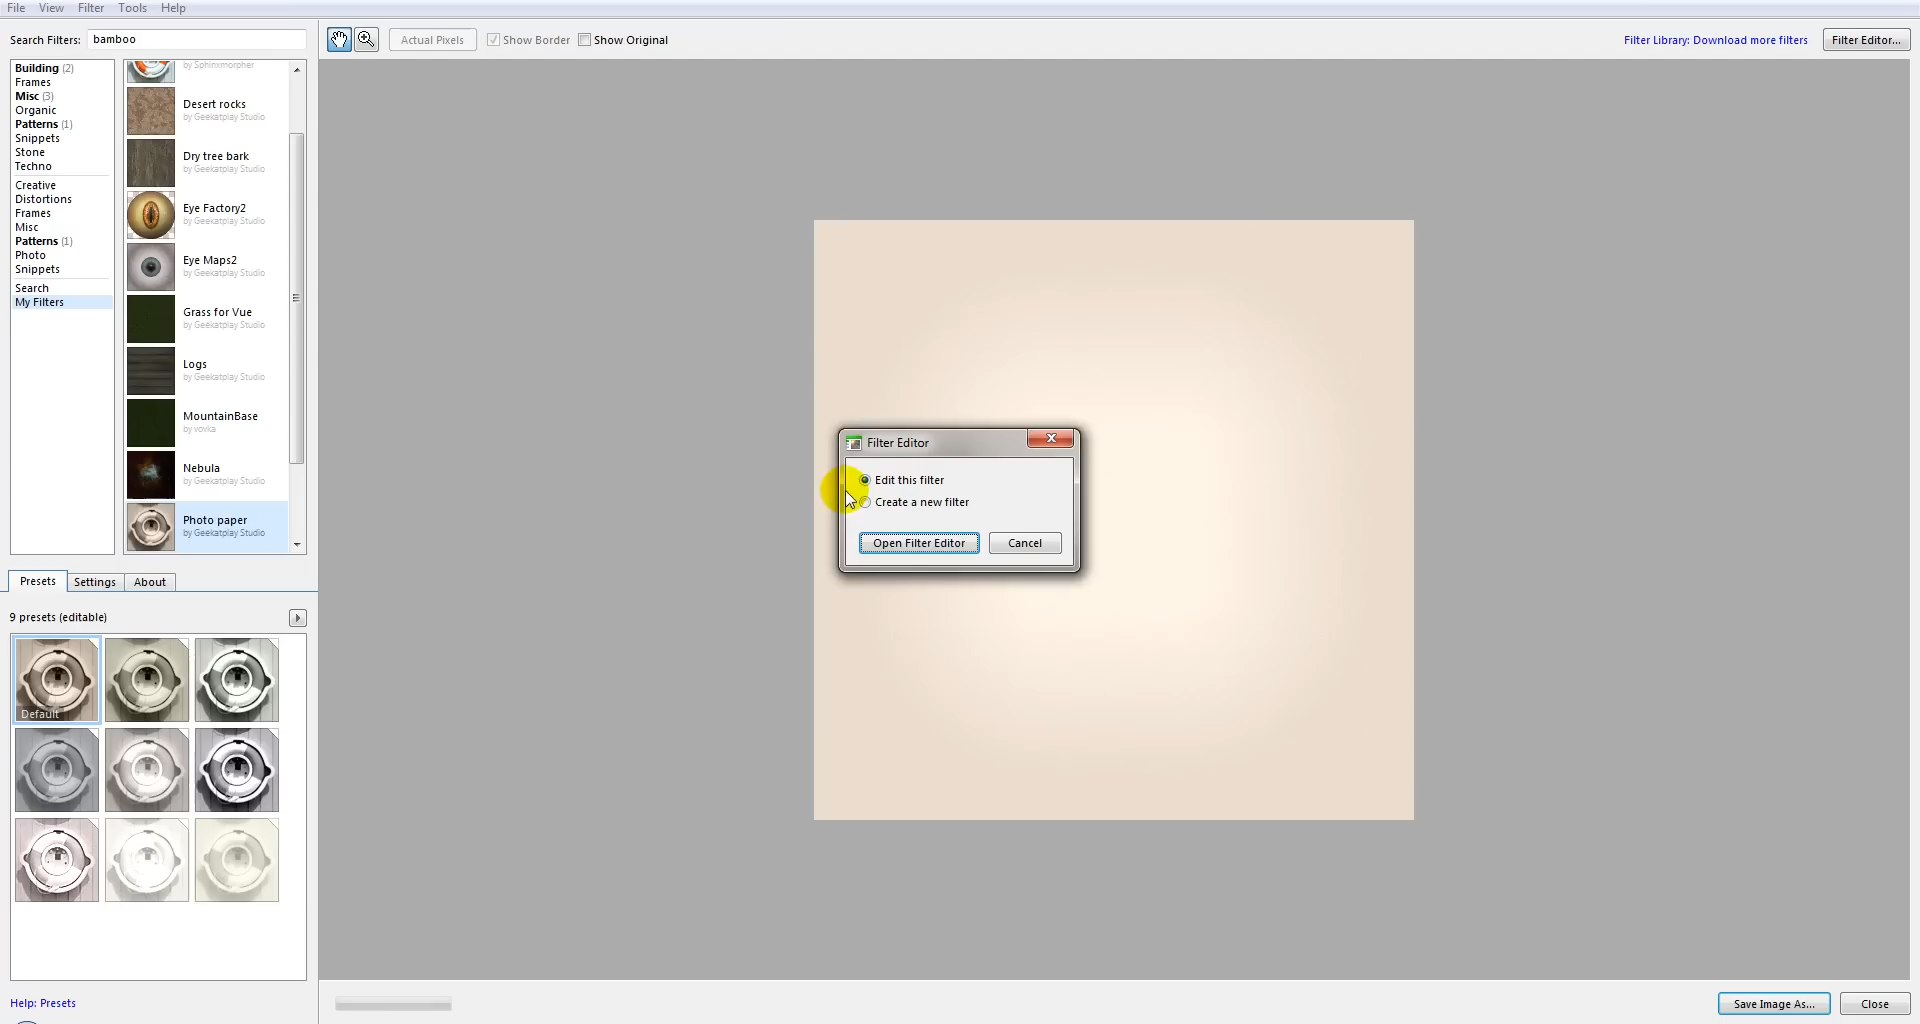 File View Filter Tools Help
Search Filters: bamboo
Actual Pixels Show Border Show Original
Filter Library: Download more filters Filter Editor...
Building (2)
Frames
Misc (3)
Organic
Patterns (1)
Snippets
Stone
Techno
Creative
Distortions
Frames
Misc
Patterns (1)
Photo
Snippets
Search
My Filters
by Sphinxmorpher
Desert rocks
by Geekatplay Studio
Dry tree bark
by Geekatplay Studio
Eye Factory2
by Geekatplay Studio
Eye Maps2
by Geekatplay Studio
Grass for Vue
by Geekatplay Studio
Logs
by Geekatplay Studio
MountainBase
by vovka
Nebula
by Geekatplay Studio
Photo paper
by Geekatplay Studio
Filter Editor
Edit this filter
Create a new filter
Open Filter Editor Cancel
Presets Settings About
9 presets (editable)
Default
Help: Presets
Save Image As... Close